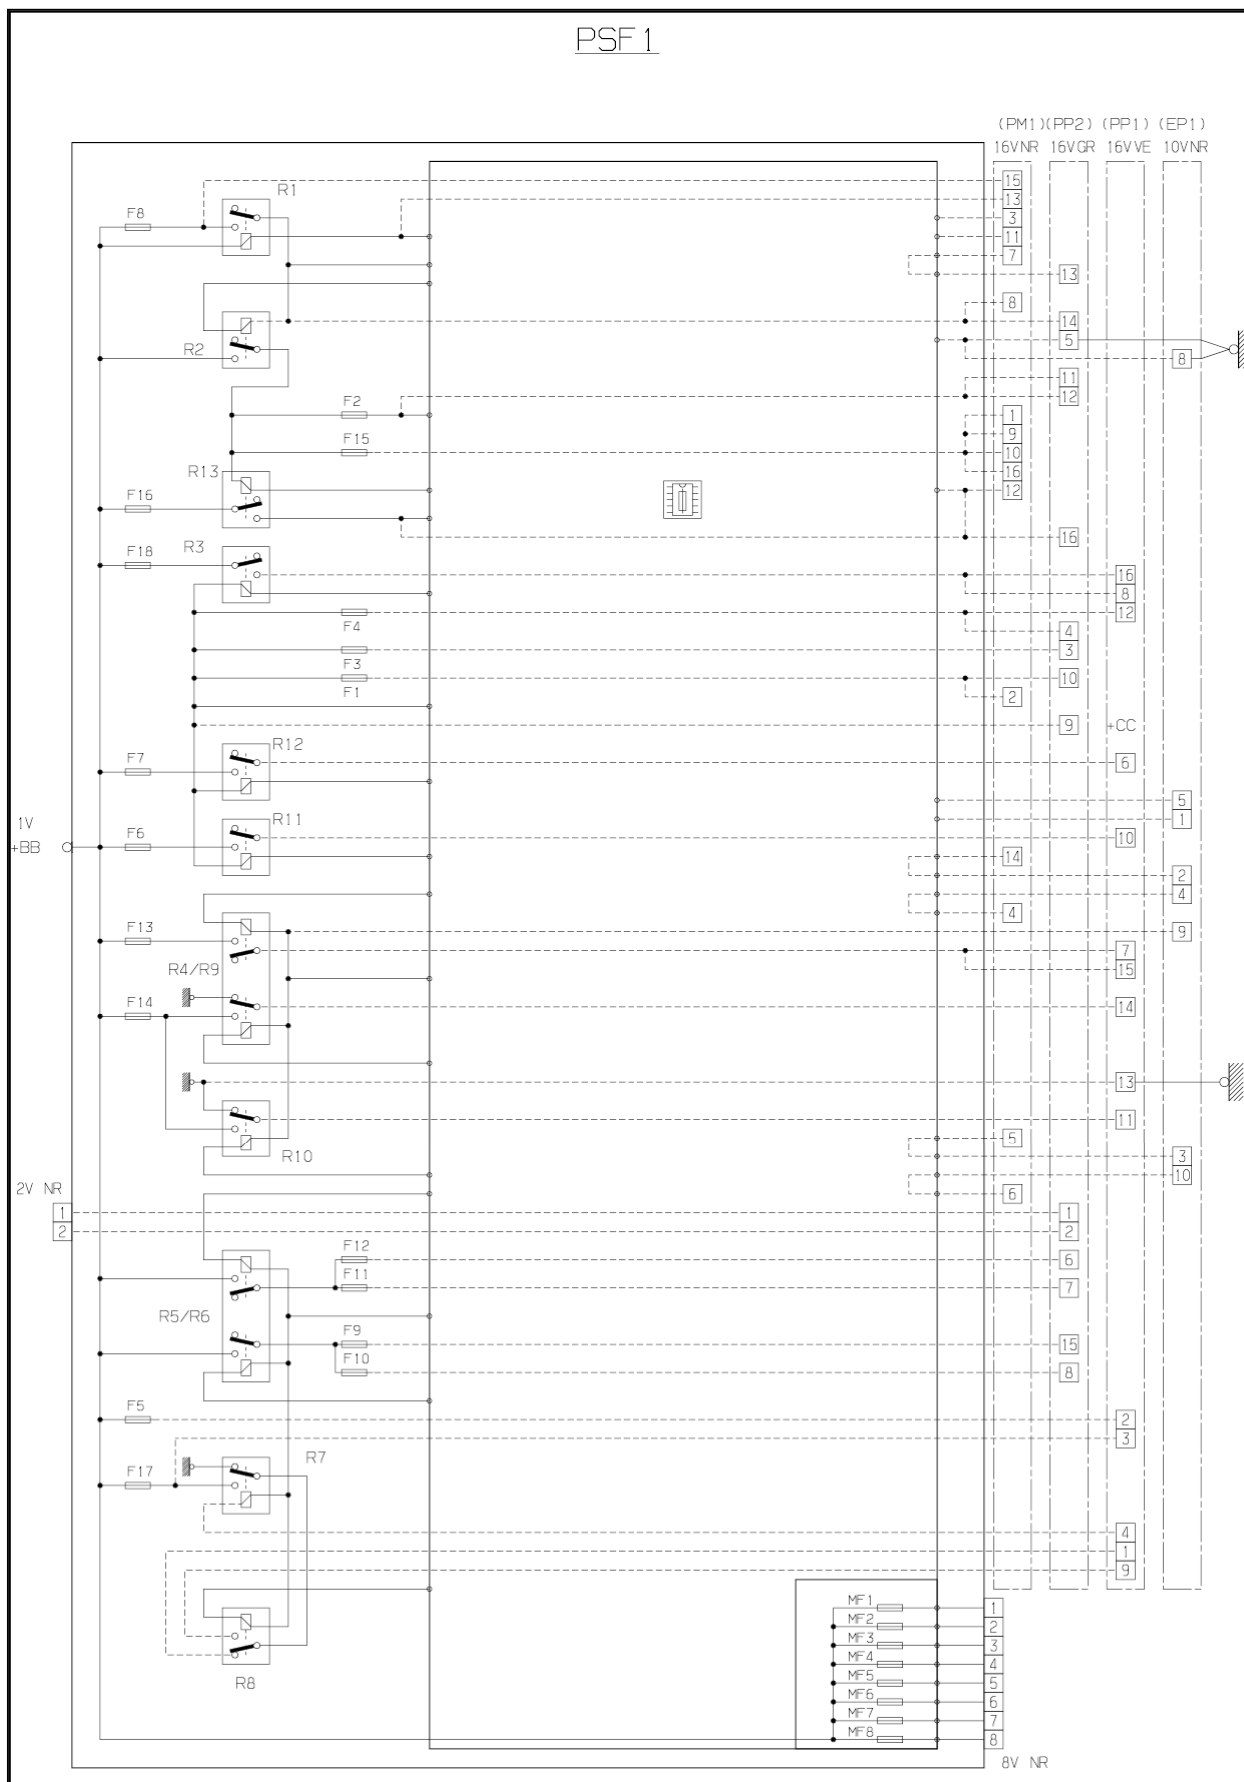 PSF1
(PM1) (PP2) (PP1) (EP1)
16VNR 16VGR 16VVE 10VNR
15
R1
13
F8
3
11
7
13
8
14
R2
5
8
11
F2
12
1
F15
9
10
R13
16
F16
12
16
F18
R3
16
8
12
F4
4
3
F3
10
F1
2
9 +CC
R12
F7
6
5
R11
1
1V
F6
10
+BB
14
2
4
4
F13
9
7
R4/R9
15
F14
14
13
11
5
R10
3
10
2V NR
6
1
1
2
2
F12
6
F11
7
R5/R6
F9
15
F10
8
F5
2
3
R7
F17
4
1
9
MF1 1
MF2 2
MF3 3
MF4 4
R8
MF5 5
MF6 6
MF7 7
MF8 8
8V NR